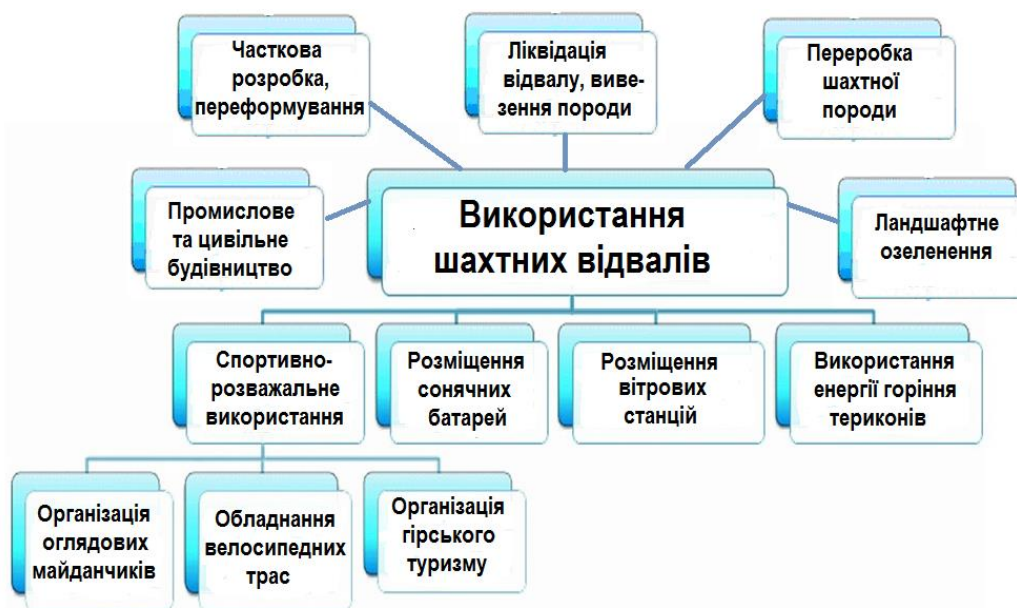 Часткова
розробка,
переформування
Ліквідація
відвалу, виве-
зення породи
Переробка
шахтної
породи
Промислове
та цивільне
будівництво
Використання
шахтних відвалів
Ландшафтне
озеленення
Спортивно-
розважальне
використання
Розміщення
сонячних
батарей
Розміщення
вітрових
станцій
Використання
енергії горіння
териконів
Організація
оглядових
майданчиків
Обладнання
велосипедних
трас
Організація
гірського
туризму